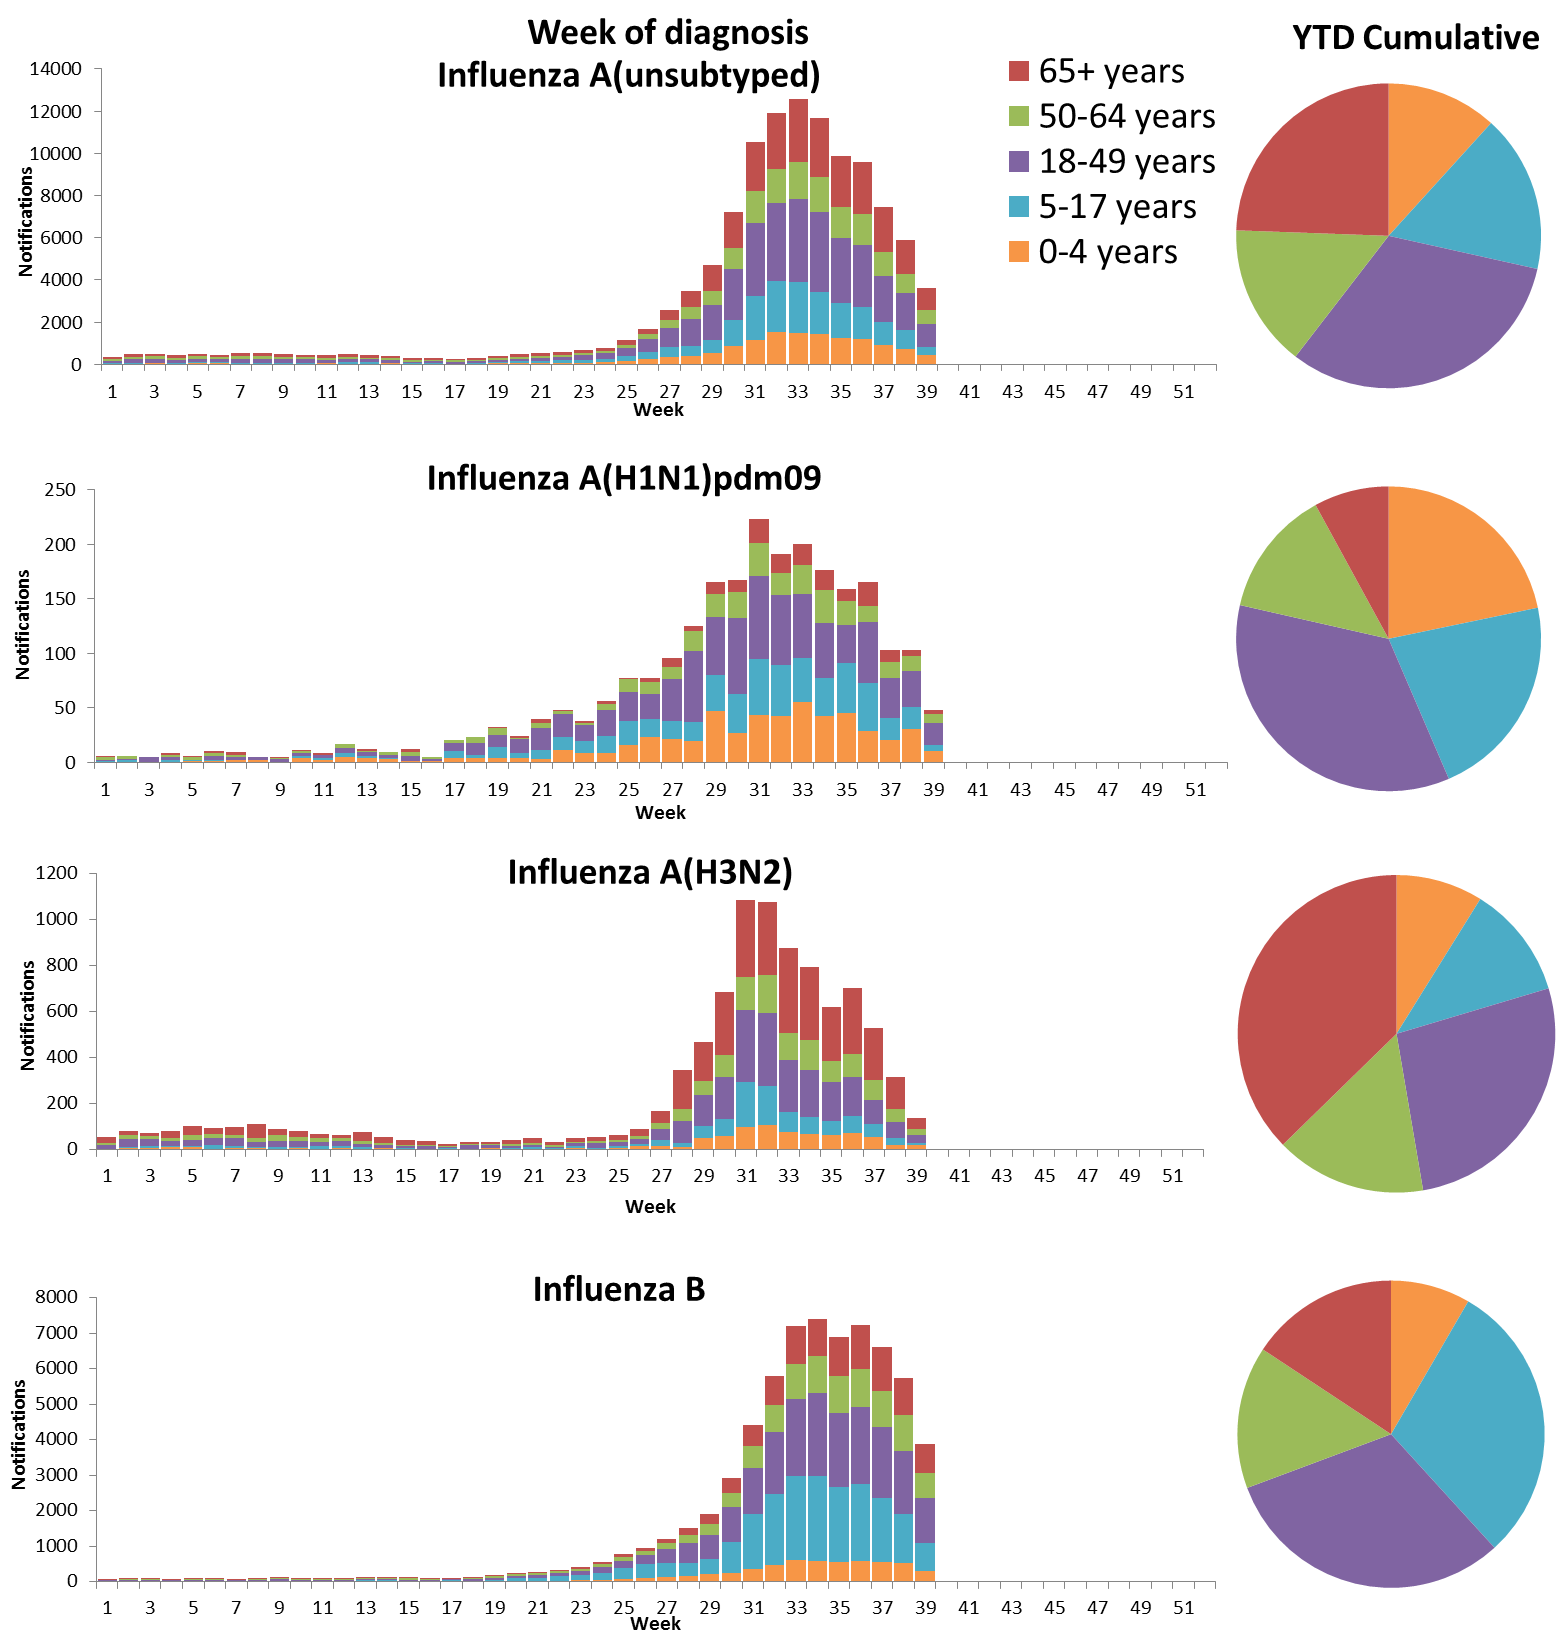 Week of diagnosis
YTD Cumulative
Influenza A(unsubtyped)
65+ years
50-64 years
18-49 years
5-17 years
0-4 years
Notifications
14000
12000
10000
8000
6000
4000
2000
0
1 3 5 7 9 11 13 15 17 19 21 23 25 27 29 31 33 35 37 39 41 43 45 47 49 51
Week
Influenza A(H1N1)pdm09
Notifications
250
200
150
100
50
0
1 3 5 7 9 11 13 15 17 19 21 23 25 27 29 31 33 35 37 39 41 43 45 47 49 51
Week
Influenza A(H3N2)
Notifications
1200
1000
800
600
400
200
0
1 3 5 7 9 11 13 15 17 19 21 23 25 27 29 31 33 35 37 39 41 43 45 47 49 51
Week
Influenza B
Notifications
8000
7000
6000
5000
4000
3000
2000
1000
0
1 3 5 7 9 11 13 15 17 19 21 23 25 27 29 31 33 35 37 39 41 43 45 47 49 51
Week